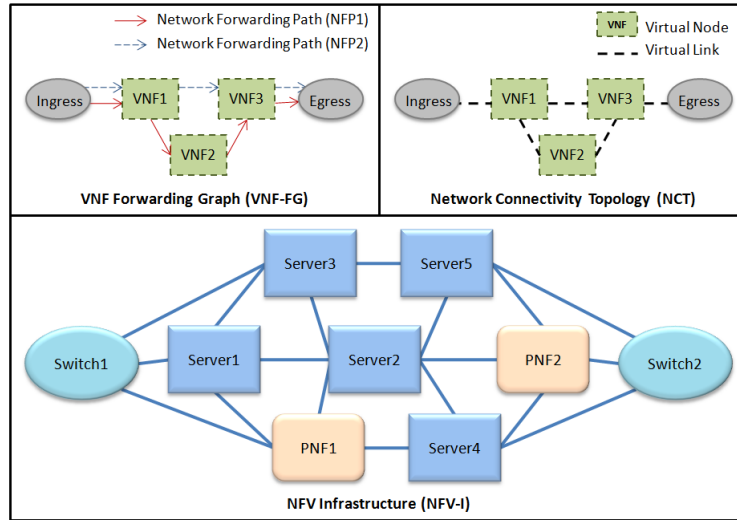 Network Forwarding Path (NFP1)
Network Forwarding Path (NFP2)
Ingress
VNF1
VNF3
Egress
VNF2
VNF Forwarding Graph (VNF-FG)
VNF
Virtual Node
Virtual Link
Ingress
VNF1
VNF3
Egress
VNF2
Network Connectivity Topology (NCT)
Server3
Server5
Switch1
Server1
Server2
PNF2
Switch2
PNF1
Server4
NFV Infrastructure (NFV-I)